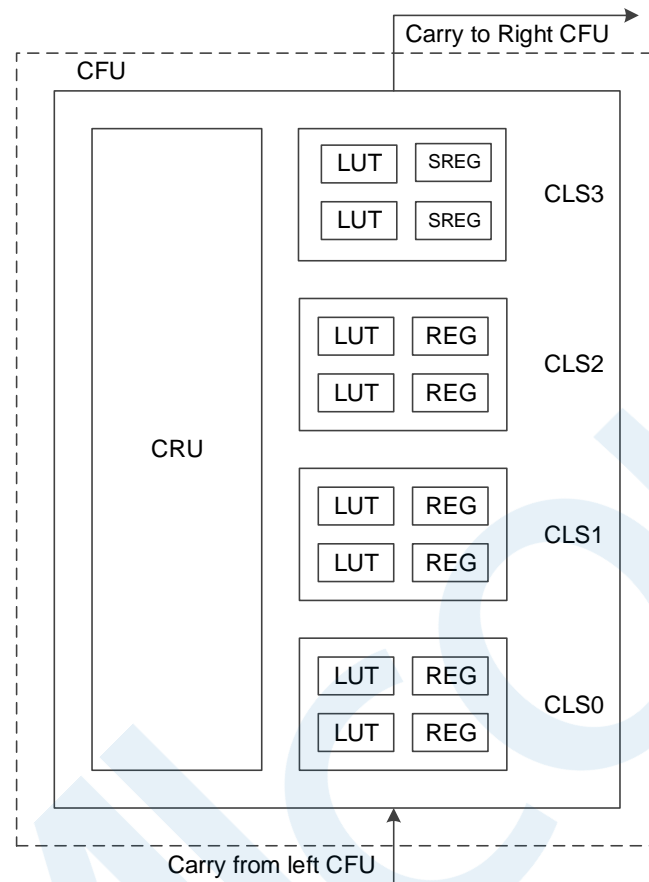 Carry to Right CFU
CFU
LUT SREG
LUT SREG
CLS3
LUT REG
LUT REG
CLS2
CRU
LUT REG
LUT REG
CLS1
LUT REG
LUT REG
CLS0
Carry from left CFU